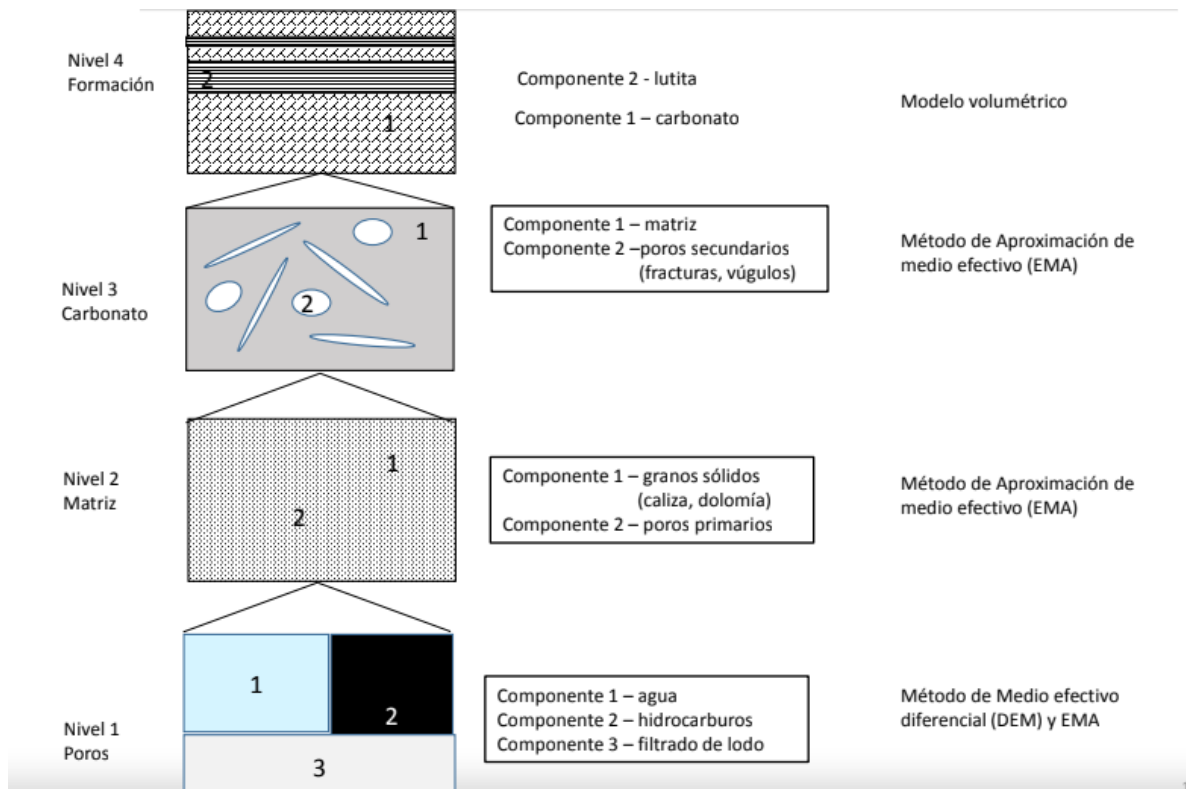 Nivel 4
Formación
2
1
Componente 2 - lutita
Componente 1 – carbonato
Modelo volumétrico
Nivel 3
Carbonato
1
2
Componente 1 – matriz
Componente 2 –poros secundarios
(fracturas, vúgulos)
Método de Aproximación de
medio efectivo (EMA)
Nivel 2
Matriz
1
2
Componente 1 – granos sólidos
(caliza, dolomía)
Componente 2 – poros primarios
Método de Aproximación de
medio efectivo (EMA)
Nivel 1
Poros
1
2
3
Componente 1 – agua
Componente 2 – hidrocarburos
Componente 3 – filtrado de lodo
Método de Medio efectivo
diferencial (DEM) y EMA